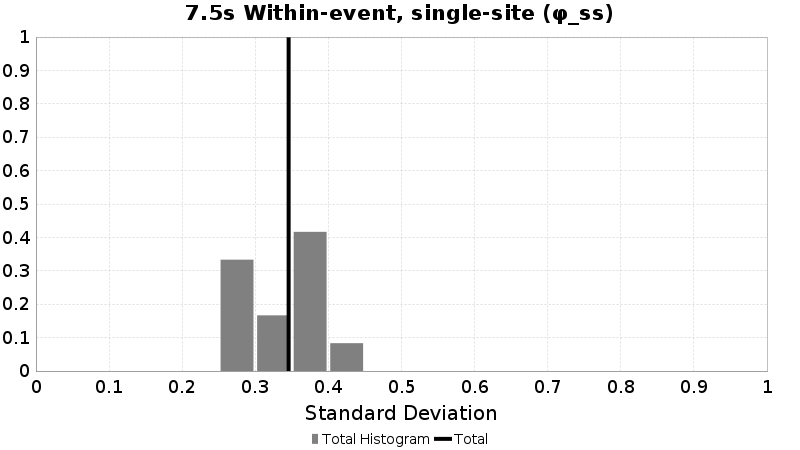 7.5s Within-event, single-site (φ_ss)
1
0.9
0.8
0.7
0.6
0.5
0.4
0.3
0.2
0.1
0
0 0.1 0.2 0.3 0.4 0.5 0.6 0.7 0.8 0.9 1
Standard Deviation
Total Histogram Total